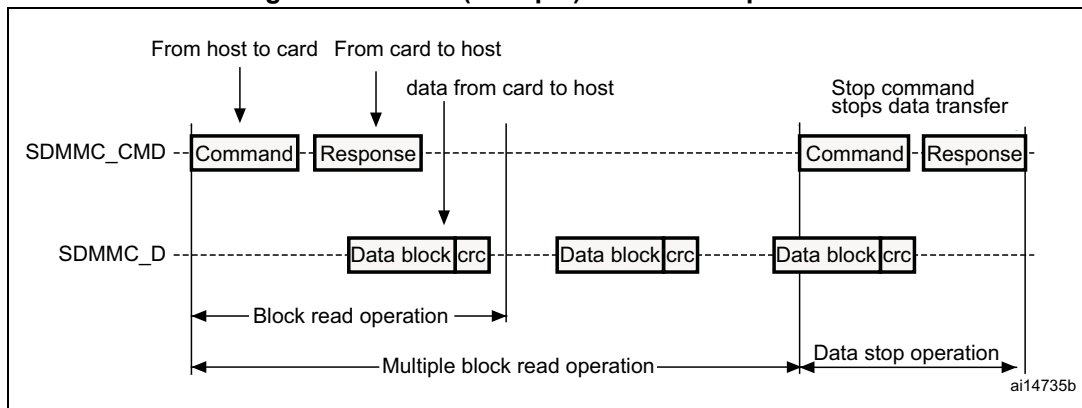 From host to card From card to host
data from card to host
Stop command
stops data transfer
SDMMC_CMD Command Response Command Response
SDMMC_D Data block crc Data block crc Data block crc
Block read operation
Multiple block read operation Data stop operation
ai14735b